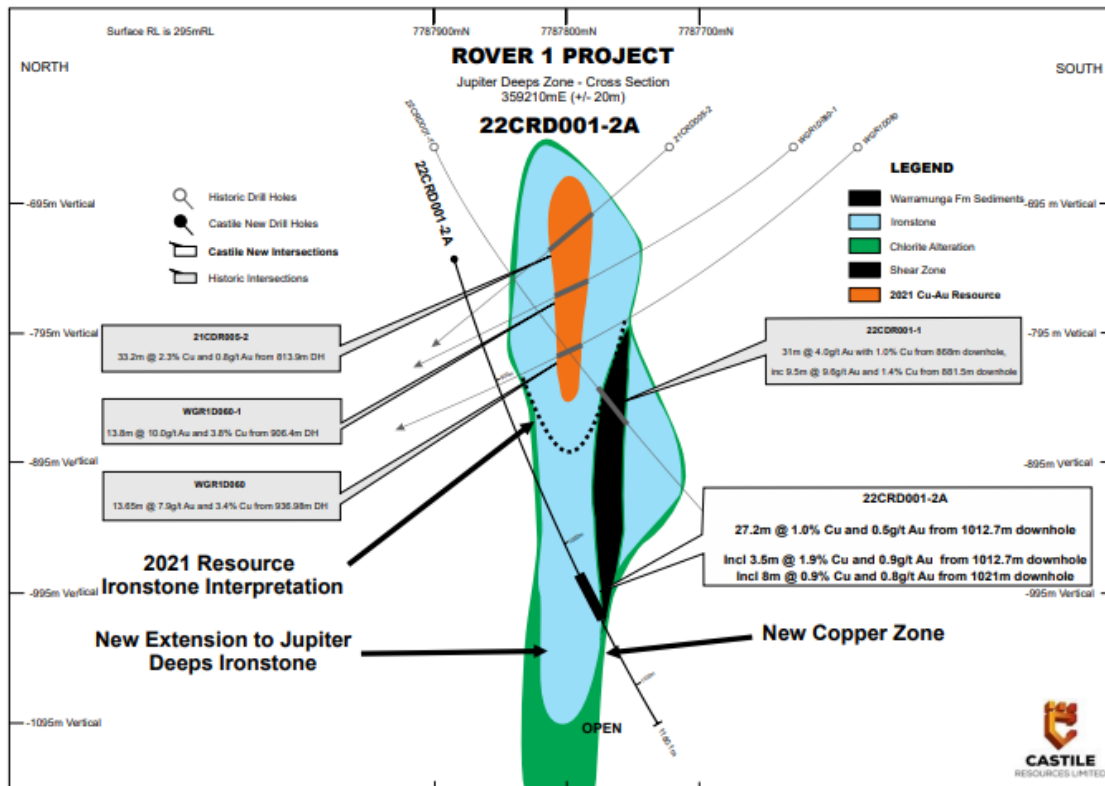 Surface RL is 295mRL
7787900mN
7787800mN
7787700mN
NORTH
SOUTH
ROVER 1 PROJECT
Jupiter Deeps Zone - Cross Section
359210mE (+/- 20m)
22CRD001-2A
22CRD001-1
21CRD005-2
WGR1D060-1
WGR1D060
22CRD001-2A
Historic Drill Holes
Castile New Drill Holes
Castile New Intersections
Historic Intersections
LEGEND
Warramunga Fm Sediments
Ironstone
Chlorite Alteration
Shear Zone
2021 Cu-Au Resource
-695m Vertical
-695 m Vertical
-795m Vertical
-795 m Vertical
-895m Vertical
-895m Vertical
-995m Vertical
-995m Vertical
-1095m Vertical
21CDR005-2
33.2m @ 2.3% Cu and 0.8g/t Au from 813.9m DH
WGR1D060-1
13.8m @ 10.0g/t Au and 3.8% Cu from 906.4m DH
WGR1D060
13.65m @ 7.9g/t Au and 3.4% Cu from 936.98m DH
22CDR001-1
31m @ 4.0g/t Au with 1.0% Cu from 868m downhole,
inc 9.5m @ 9.6g/t Au and 1.4% Cu from 881.5m downhole
22CRD001-2A
27.2m @ 1.0% Cu and 0.5g/t Au from 1012.7m downhole
Incl 3.5m @ 1.9% Cu and 0.9g/t Au from 1012.7m downhole
Incl 8m @ 0.9% Cu and 0.8g/t Au from 1021m downhole
2021 Resource
Ironstone Interpretation
New Extension to Jupiter
Deeps Ironstone
New Copper Zone
OPEN
1160.1m
CASTILE
RESOURCES LIMITED